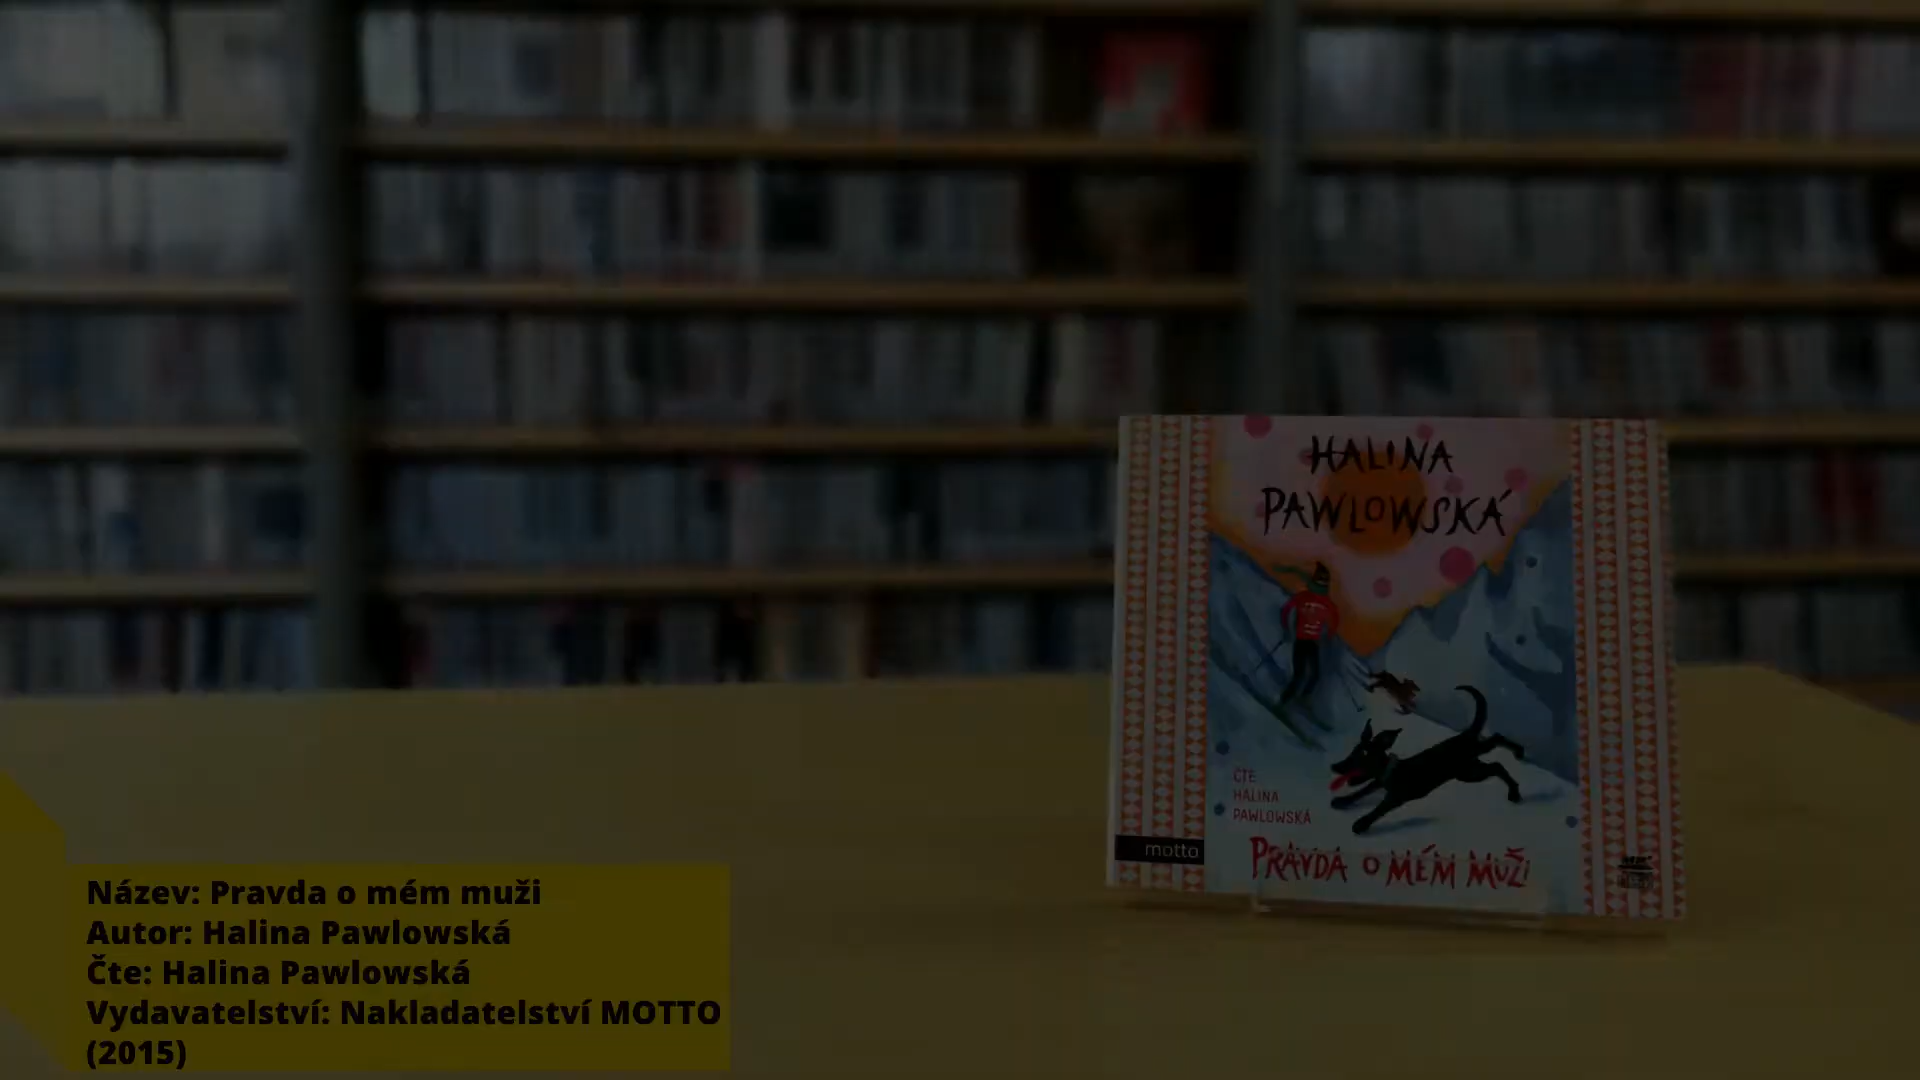 HALINA
PAWLOWSKÁ
ČTE
HALINA
PAWLOWSKÁ
motto
PRAVDA O MÉM MUŽI
Název: Pravda o mém muži
Autor: Halina Pawlowská
Čte: Halina Pawlowská
Vydavatelství: Nakladatelství MOTTO
(2015)